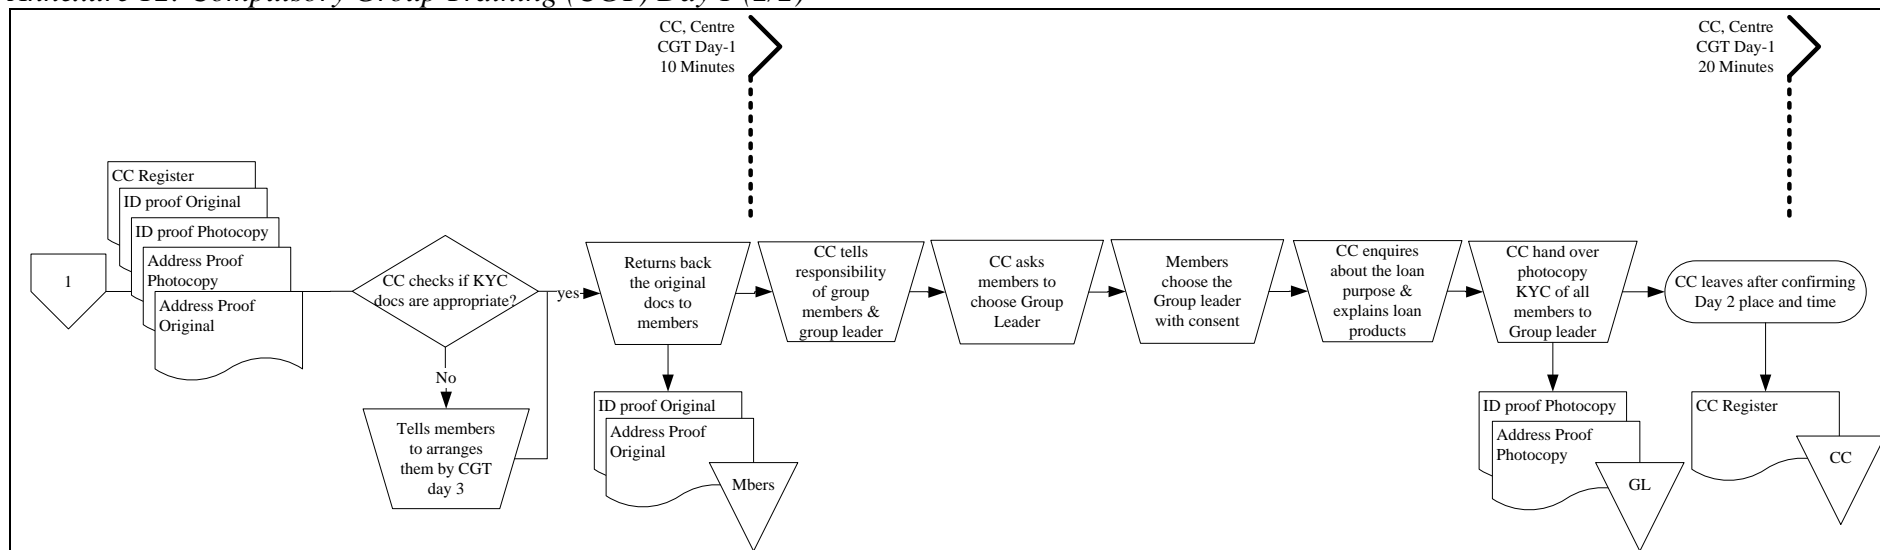 Annexure 12: Compulsory Group Training (CGT) Day 1 (2/2)
CC, Centre
CGT Day-1
10 Minutes
CC, Centre
CGT Day-1
20 Minutes
1
CC Register
ID proof Original
ID proof Photocopy
Address Proof
Photocopy
Address Proof
Original
CC checks if KYC
docs are appropriate?
yes
No
Tells members
to arranges
them by CGT
day 3
Returns back
the original
docs to
members
CC tells
responsibility
of group
members &
group leader
CC asks
members to
choose Group
Leader
Members
choose the
Group leader
with consent
CC enquires
about the loan
purpose &
explains loan
products
CC hand over
photocopy
KYC of all
members to
Group leader
CC leaves after confirming
Day 2 place and time
ID proof Original
Address Proof
Original
Mbers
ID proof Photocopy
Address Proof
Photocopy
GL
CC Register
CC